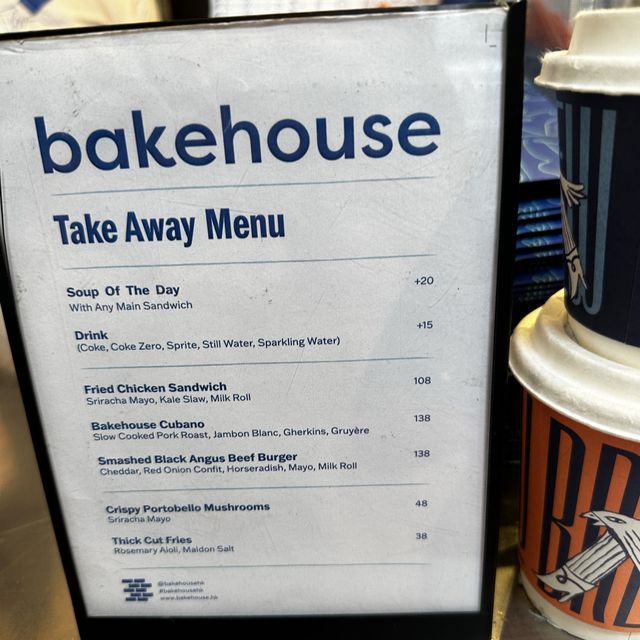 bakehouse
Take Away Menu
Soup Of The Day +20
With Any Main Sandwich
Drink +15
(Coke, Coke Zero, Sprite, Still Water, Sparkling Water)
Fried Chicken Sandwich 108
Sriracha Mayo, Kale Slaw, Milk Roll
Bakehouse Cubano 138
Slow Cooked Pork Roast, Jambon Blanc, Gherkins, Gruyère
Smashed Black Angus Beef Burger 138
Cheddar, Red Onion Confit, Horseradish, Mayo, Milk Roll
Crispy Portobello Mushrooms 48
Sriracha Mayo
Thick Cut Fries 38
Rosemary Aioli, Maldon Salt
@bakehousehk
#bakehousehk
www.bakehouse.hk